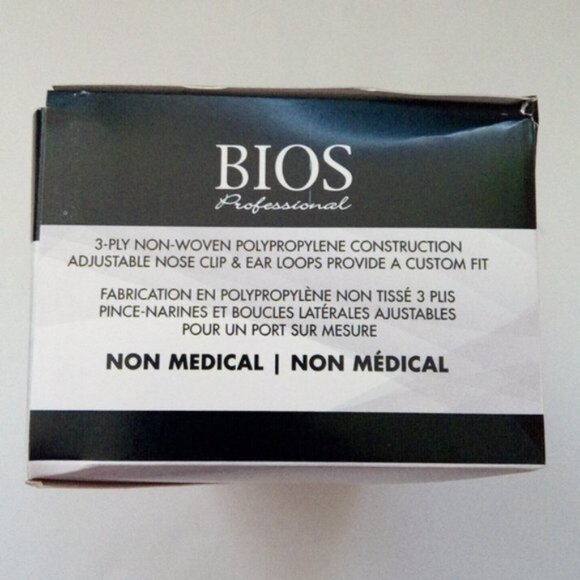 BIOS
Professional
3-PLY NON-WOVEN POLYPROPYLENE CONSTRUCTION
ADJUSTABLE NOSE CLIP & EAR LOOPS PROVIDE A CUSTOM FIT
FABRICATION EN POLYPROPYLÈNE NON TISSÉ 3 PLIS
PINCE-NARINES ET BOUCLES LATÉRALES AJUSTABLES
POUR UN PORT SUR MESURE
NON MEDICAL | NON MÉDICAL